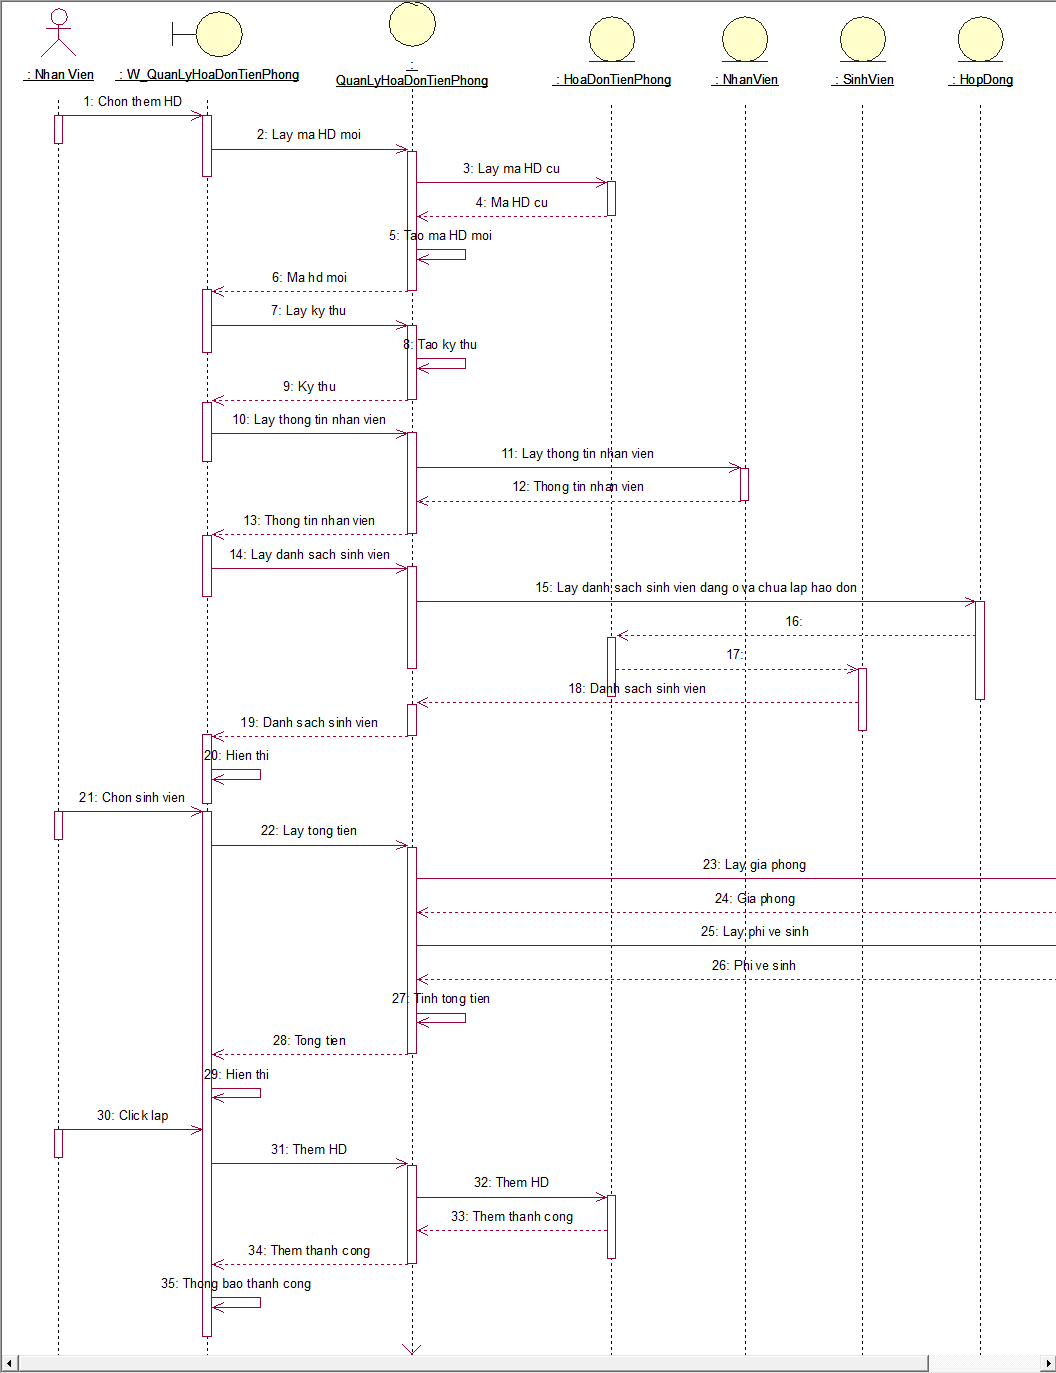 : Nhan Vien
: W_QuanLyHoaDonTienPhong
:
QuanLyHoaDonTienPhong
: HoaDonTienPhong
: NhanVien
: SinhVien
: HopDong
1: Chon them HD
2: Lay ma HD moi
3: Lay ma HD cu
4: Ma HD cu
5: Tao ma HD moi
6: Ma hd moi
7: Lay ky thu
8: Tao ky thu
9: Ky thu
10: Lay thong tin nhan vien
11: Lay thong tin nhan vien
12: Thong tin nhan vien
13: Thong tin nhan vien
14: Lay danh sach sinh vien
15: Lay danh sach sinh vien dang o va chua lap hao don
16:
17:
18: Danh sach sinh vien
19: Danh sach sinh vien
20: Hien thi
21: Chon sinh vien
22: Lay tong tien
23: Lay gia phong
24: Gia phong
25: Lay phi ve sinh
26: Phi ve sinh
27: Tinh tong tien
28: Tong tien
29: Hien thi
30: Click lap
31: Them HD
32: Them HD
33: Them thanh cong
34: Them thanh cong
35: Thong bao thanh cong